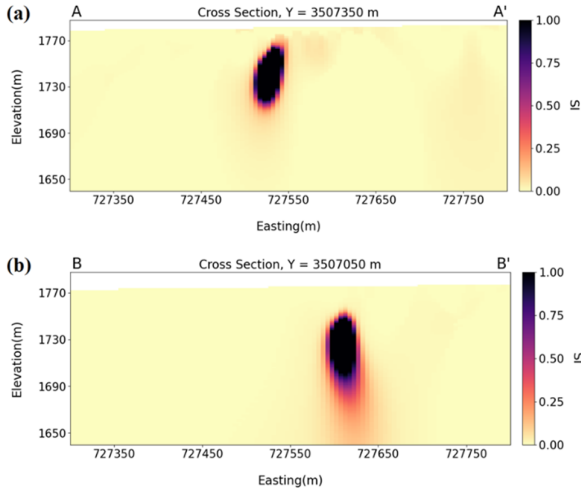 (a)
A
Cross Section, Y = 3507350 m
A'
1770
1730
1690
1650
Elevation(m)
727350
727450
727550
727650
727750
Easting(m)
1.00
0.75
0.50
0.25
0.00
SI
(b)
B
Cross Section, Y = 3507050 m
B'
1770
1730
1690
1650
Elevation(m)
727350
727450
727550
727650
727750
Easting(m)
1.00
0.75
0.50
0.25
0.00
SI